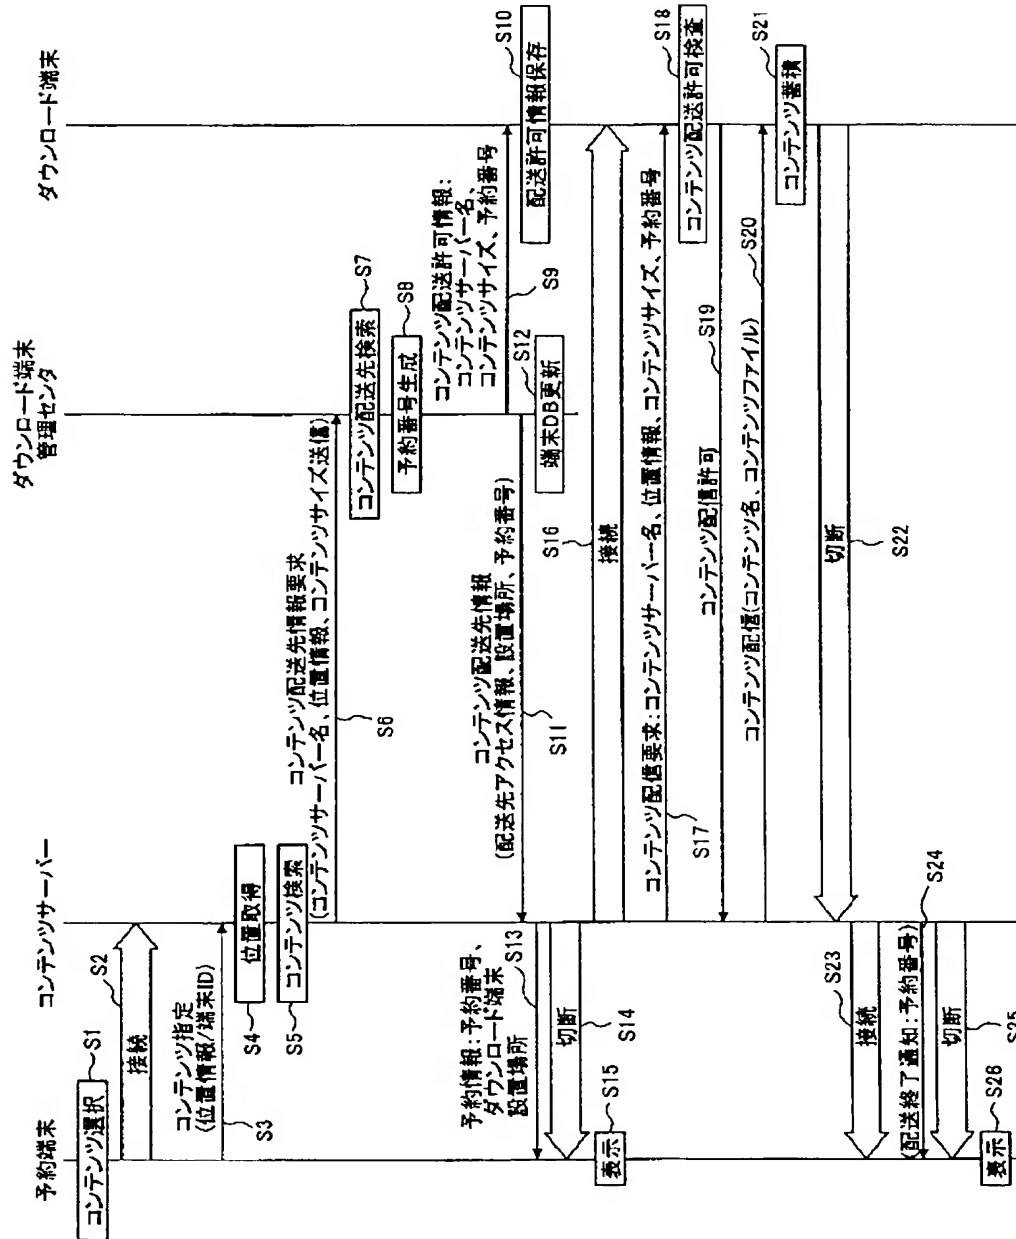 予約端末
コンテンツサーバー
ダウンロード端末
管理センタ
ダウンロード端末
コンテンツ選択
S1
S2
接続
コンテンツ指定
(位置情報/端末ID)
S3
位置取得
S4
コンテンツ検索
S5
コンテンツ配送先情報要求
(コンテンツサーバー名、位置情報、コンテンツサイズ送信)
S6
コンテンツ配送先検索
S7
予約番号生成
S8
コンテンツ配送許可情報:
コンテンツサーバー名、
コンテンツサイズ、予約番号
S9
配送許可情報保存
S10
コンテンツ配送先情報
(配送先アクセス情報、設置場所、予約番号)
S11
端末DB更新
S12
予約情報:予約番号、
ダウンロード端末
設置場所
S13
切断
S14
表示
S15
接続
S16
コンテンツ配信要求:コンテンツサーバー名、位置情報、コンテンツサイズ、予約番号
S17
コンテンツ配送許可検査
S18
コンテンツ配信許可
S19
コンテンツ配信(コンテンツ名、コンテンツファイル)
S20
コンテンツ蓄積
S21
切断
S22
接続
S23
(配送終了通知:予約番号)
S24
切断
S25
表示
S28